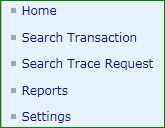 Home
Search Transaction
Search Trace Request
Reports
Settings